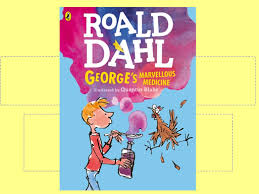 ROALD
DAHL
GEORGE'S
MARVELLOUS
MEDICINE
Illustrated by Quentin Blake